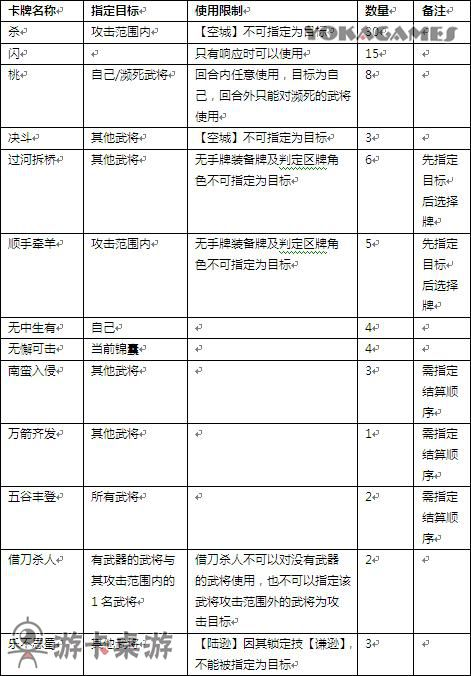 卡牌名称 指定目标 使用限制 数量 备注
YOKAGAMES
杀 攻击范围内 【空城】不可指定为目标 30
闪 只有响应时可以使用 15
桃 自己/濒死武将 回合内任意使用，目标为自 8
己，回合外只能对濒死的武将
使用
决斗 其他武将 【空城】不可指定为目标 3
过河拆桥 其他武将 无手牌装备牌及判定区牌角 6 先指定
色不可指定为目标 目标
后选择
牌
顺手牵羊 攻击范围内 无手牌装备牌及判定区牌角 5 先指定
色不可指定为目标 目标
后选择
牌
无中生有 自己 4
无懈可击 当前锦囊 4
南蛮入侵 其他武将 3 需指定
结算顺
序
万箭齐发 其他武将 1 需指定
结算顺
序
五谷丰登 所有武将 2 需指定
结算顺
序
借刀杀人 有武器的武将与 借刀杀人不可以对没有武器 2
其攻击范围内的 的武将使用，也不可以指定该
1 名武将 武将攻击范围外的武将为攻
击目标
乐不思蜀 其他武将 【陆逊】因其锁定技【谦逊】， 3
不能被指定为目标
游卡桌游